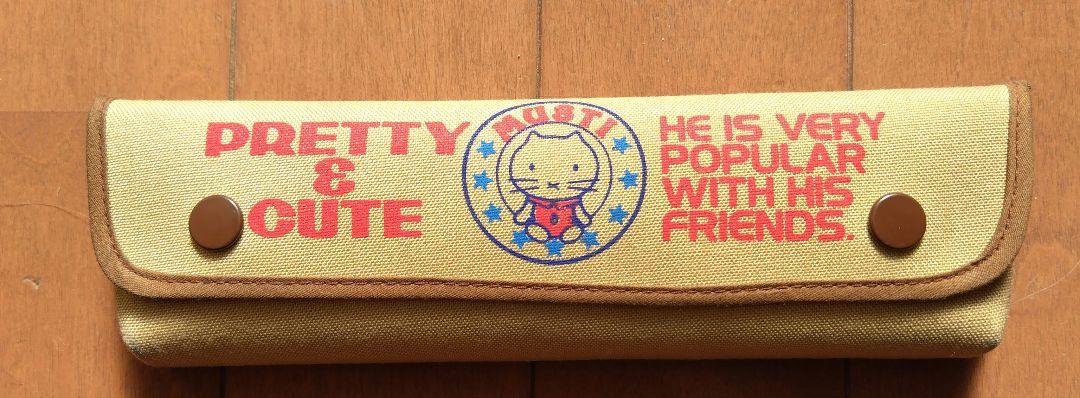 PRETTY
&
CUTE
MUSTI
HE IS VERY
POPULAR
WITH HIS
FRIENDS.